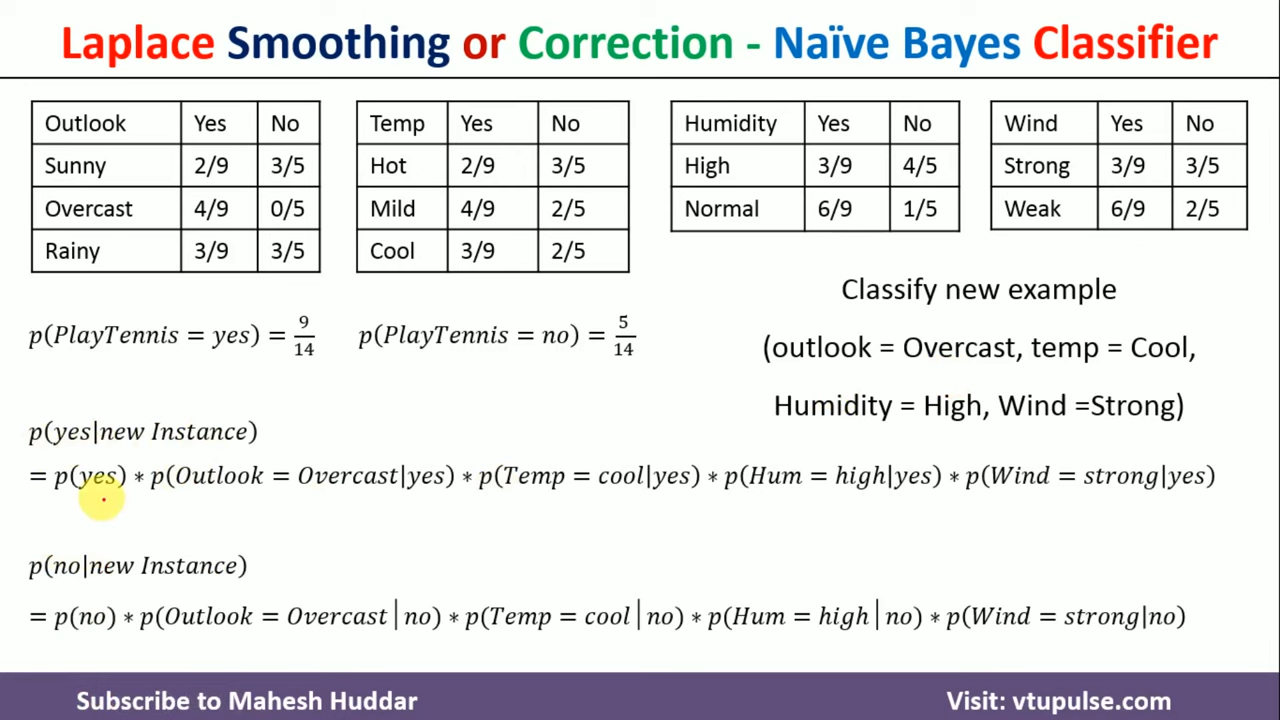 Laplace Smoothing or Correction - Naïve Bayes Classifier
Outlook Yes No
Sunny 2/9 3/5
Overcast 4/9 0/5
Rainy 3/9 3/5
Temp Yes No
Hot 2/9 3/5
Mild 4/9 2/5
Cool 3/9 2/5
Humidity Yes No
High 3/9 4/5
Normal 6/9 1/5
Wind Yes No
Strong 3/9 3/5
Weak 6/9 2/5
p(PlayTennis = yes) = 9/14
p(PlayTennis = no) = 5/14
Classify new example
(outlook = Overcast, temp = Cool,
Humidity = High, Wind =Strong)
p(yes|new Instance)
= p(yes) * p(Outlook = Overcast|yes) * p(Temp = cool|yes) * p(Hum = high|yes) * p(Wind = strong|yes)
p(no|new Instance)
= p(no) * p(Outlook = Overcast|no) * p(Temp = cool|no) * p(Hum = high|no) * p(Wind = strong|no)
Subscribe to Mahesh Huddar
Visit: vtupulse.com